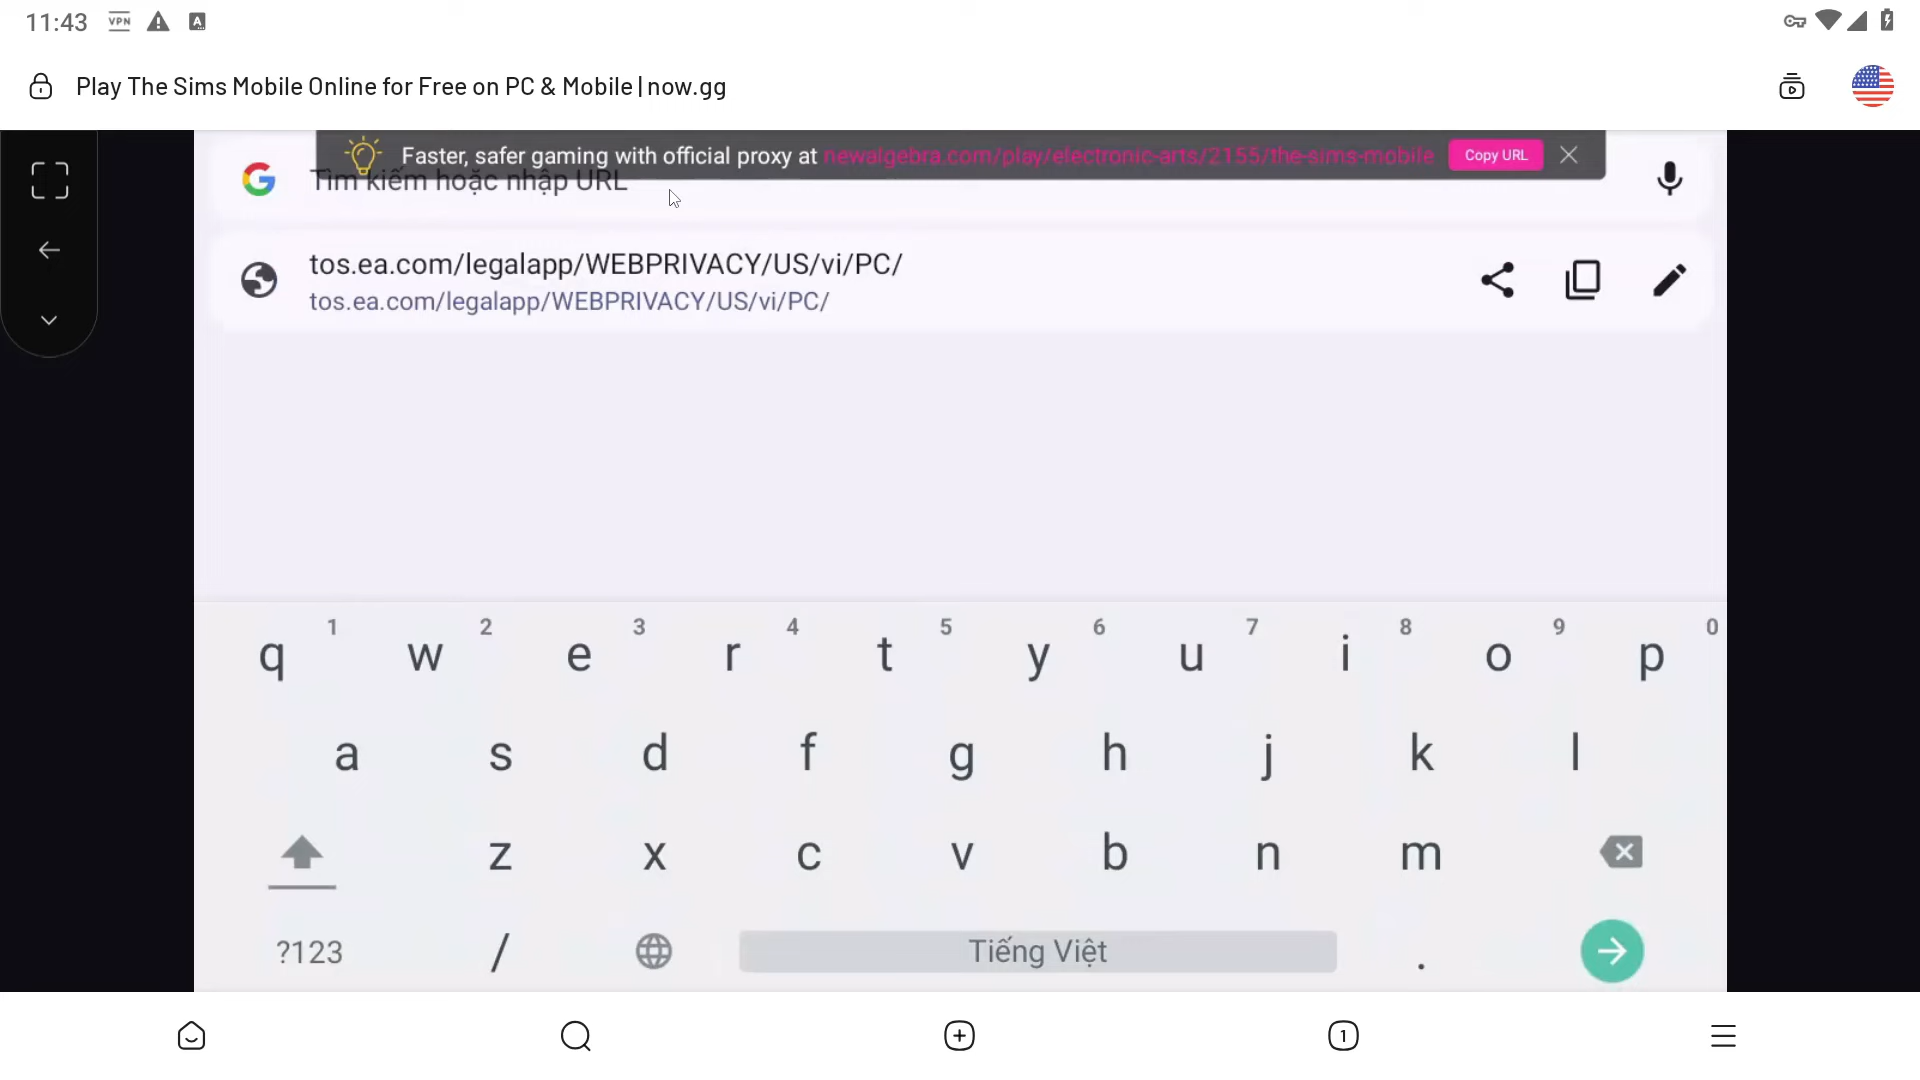 11:43 VPN A
Play The Sims Mobile Online for Free on PC & Mobile | now.gg
Faster, safer gaming with official proxy at newalgebra.com/play/electronic-arts/2155/the-sims-mobile Copy URL
Tìm kiếm hoặc nhập URL
tos.ea.com/legalapp/WEBPRIVACY/US/vi/PC/
tos.ea.com/legalapp/WEBPRIVACY/US/vi/PC/
1 2 3 4 5 6 7 8 9 0
q w e r t y u i o p
a s d f g h j k l
z x c v b n m
?123 / Tiếng Việt .
1